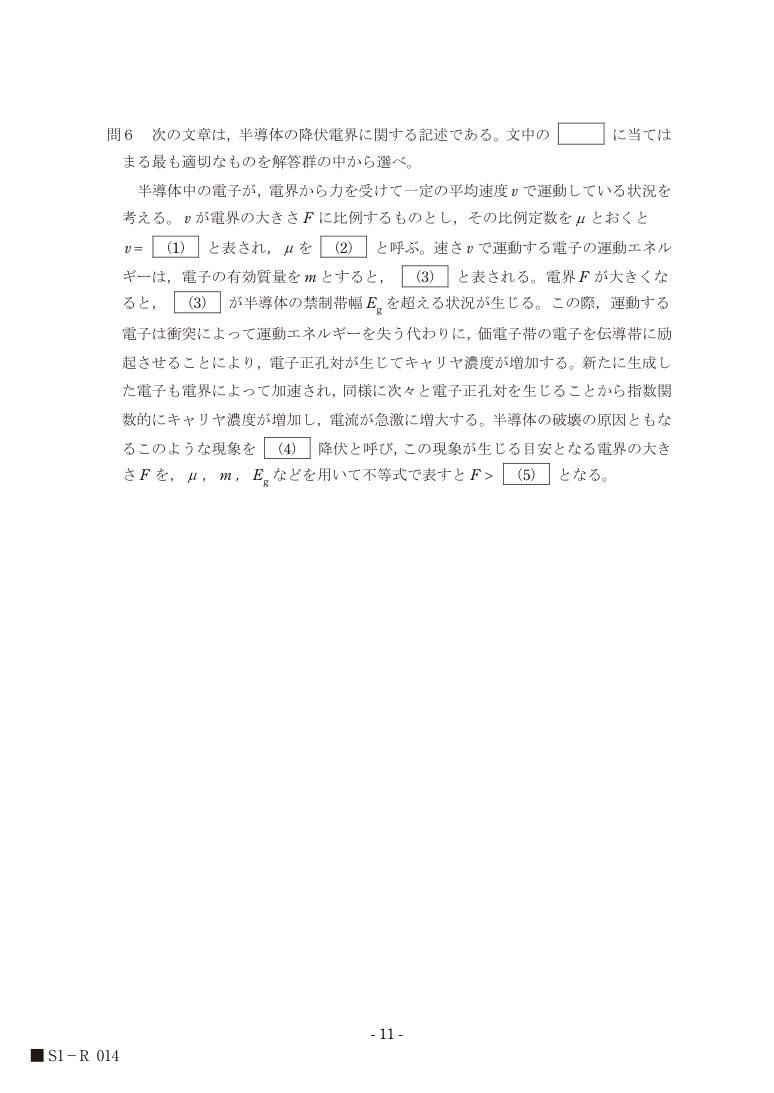 問６　次の文章は，半導体の降伏電界に関する記述である。文中の　　　に当ては
まる最も適切なものを解答群の中から選べ。
半導体中の電子が，電界から力を受けて一定の平均速度 v で運動している状況を
考える。 v が電界の大きさ F に比例するものとし，その比例定数を μ とおくと
v = (1) と表され， μ を (2) と呼ぶ。速さ v で運動する電子の運動エネル
ギーは，電子の有効質量を m とすると， (3) と表される。電界 F が大きくな
ると， (3) が半導体の禁制帯幅 Eg を超える状況が生じる。この際，運動する
電子は衝突によって運動エネルギーを失う代わりに，価電子帯の電子を伝導帯に励
起させることにより，電子正孔対が生じてキャリヤ濃度が増加する。新たに生成し
た電子も電界によって加速され，同様に次々と電子正孔対を生じることから指数関
数的にキャリヤ濃度が増加し，電流が急激に増大する。半導体の破壊の原因ともな
るこのような現象を (4) 降伏と呼び，この現象が生じる目安となる電界の大き
さ F を， μ ， m ， Eg などを用いて不等式で表すと F > (5) となる。
- 11 -
■ S1－R 014